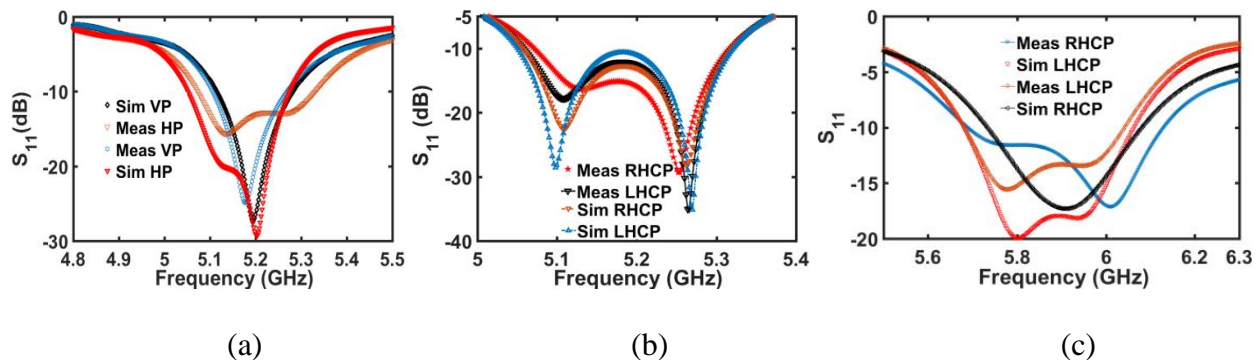 0
-10
-20
-30
S11(dB)
Sim VP
Meas HP
Meas VP
Sim HP
4.8 4.9 5 5.1 5.2 5.3 5.4 5.5
Frequency (GHz)
(a)
-5
-10
-20
-30
-40
S11 (dB)
Meas RHCP
Meas LHCP
Sim RHCP
Sim LHCP
5 5.1 5.2 5.3 5.4
Frequency (GHz)
(b)
0
-5
-10
-15
-20
S11
Meas RHCP
Sim LHCP
Meas LHCP
Sim RHCP
5.6 5.8 6 6.2 6.3
Frequency (GHz)
(c)